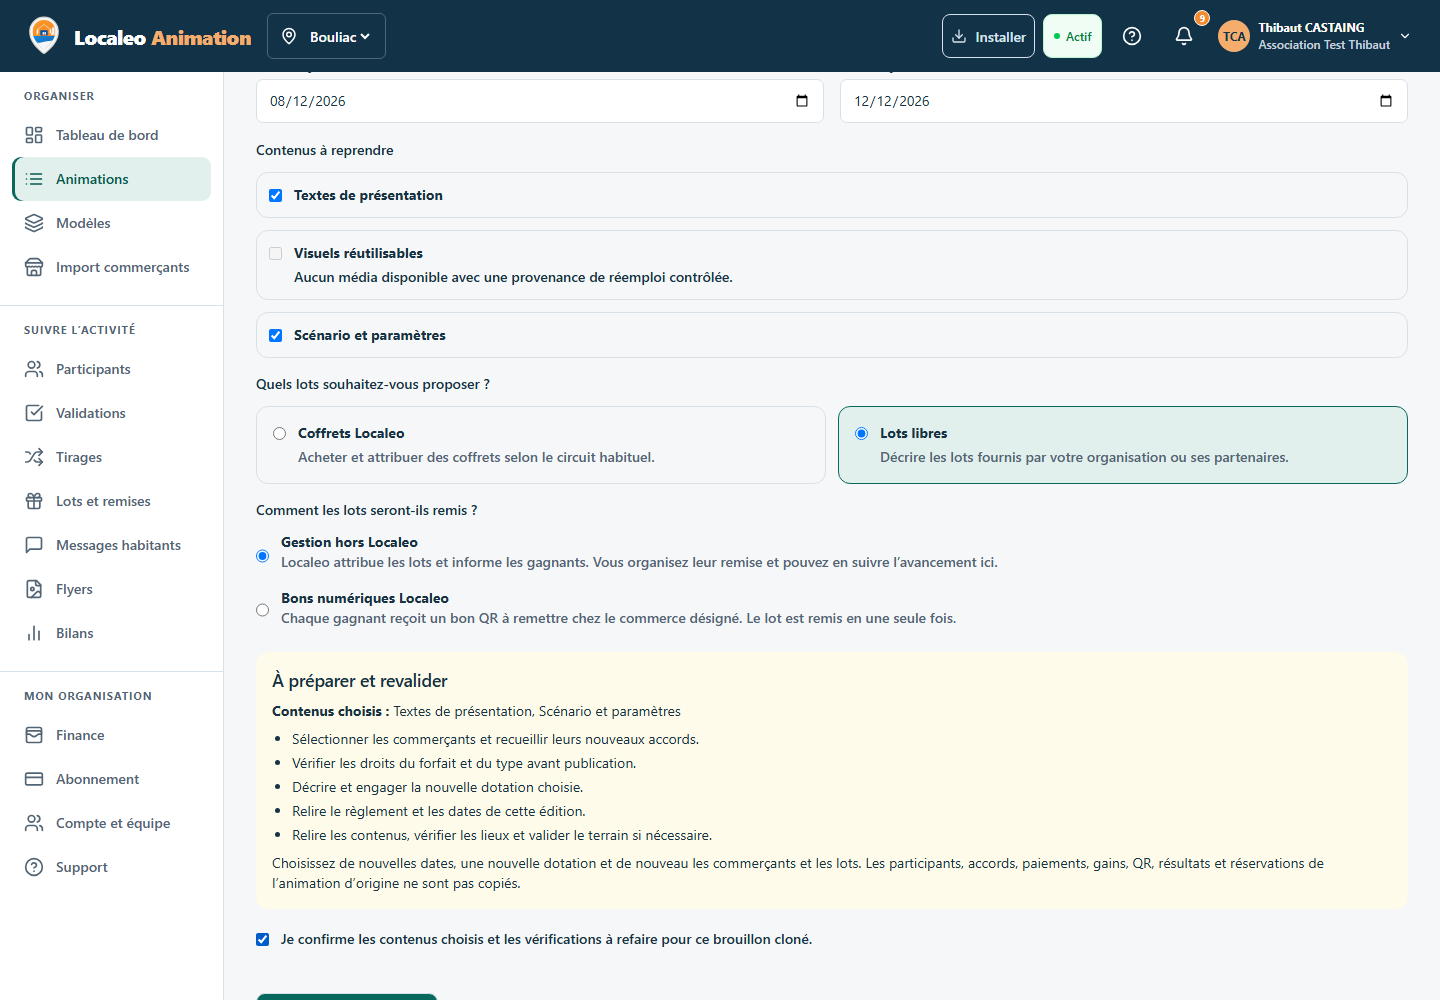 Localeo Animation
Bouliac
Installer
Actif
9
TCA
Thibaut CASTAING
Association Test Thibaut
ORGANISER
Tableau de bord
Animations
Modèles
Import commerçants
SUIVRE L'ACTIVITÉ
Participants
Validations
Tirages
Lots et remises
Messages habitants
Flyers
Bilans
MON ORGANISATION
Finance
Abonnement
Compte et équipe
Support
08/12/2026
12/12/2026
Contenus à reprendre
Textes de présentation
Visuels réutilisables
Aucun média disponible avec une provenance de réemploi contrôlée.
Scénario et paramètres
Quels lots souhaitez-vous proposer ?
Coffrets Localeo
Acheter et attribuer des coffrets selon le circuit habituel.
Lots libres
Décrire les lots fournis par votre organisation ou ses partenaires.
Comment les lots seront-ils remis ?
Gestion hors Localeo
Localeo attribue les lots et informe les gagnants. Vous organisez leur remise et pouvez en suivre l'avancement ici.
Bons numériques Localeo
Chaque gagnant reçoit un bon QR à remettre chez le commerce désigné. Le lot est remis en une seule fois.
À préparer et revalider
Contenus choisis : Textes de présentation, Scénario et paramètres
• Sélectionner les commerçants et recueillir leurs nouveaux accords.
• Vérifier les droits du forfait et du type avant publication.
• Décrire et engager la nouvelle dotation choisie.
• Relire le règlement et les dates de cette édition.
• Relire les contenus, vérifier les lieux et valider le terrain si nécessaire.
Choisissez de nouvelles dates, une nouvelle dotation et de nouveau les commerçants et les lots. Les participants, accords, paiements, gains, QR, résultats et réservations de
l'animation d'origine ne sont pas copiés.
Je confirme les contenus choisis et les vérifications à refaire pour ce brouillon cloné.